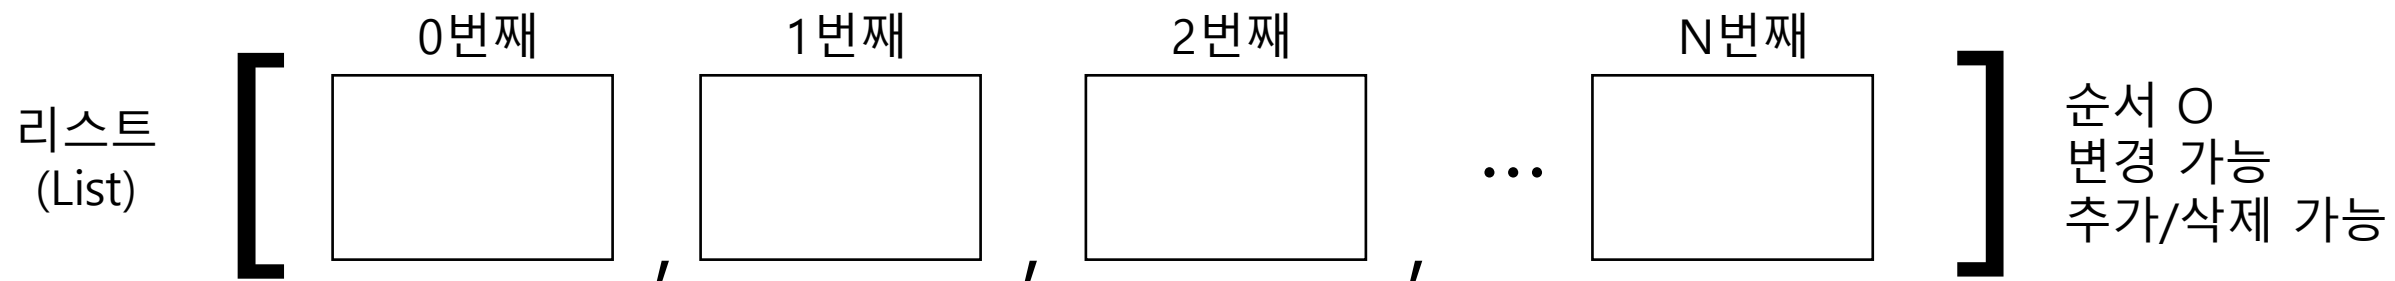 0번째 1번째 2번째 N번째
리스트
(List)
[ , , , ... ]
순서 O
변경 가능
추가/삭제 가능